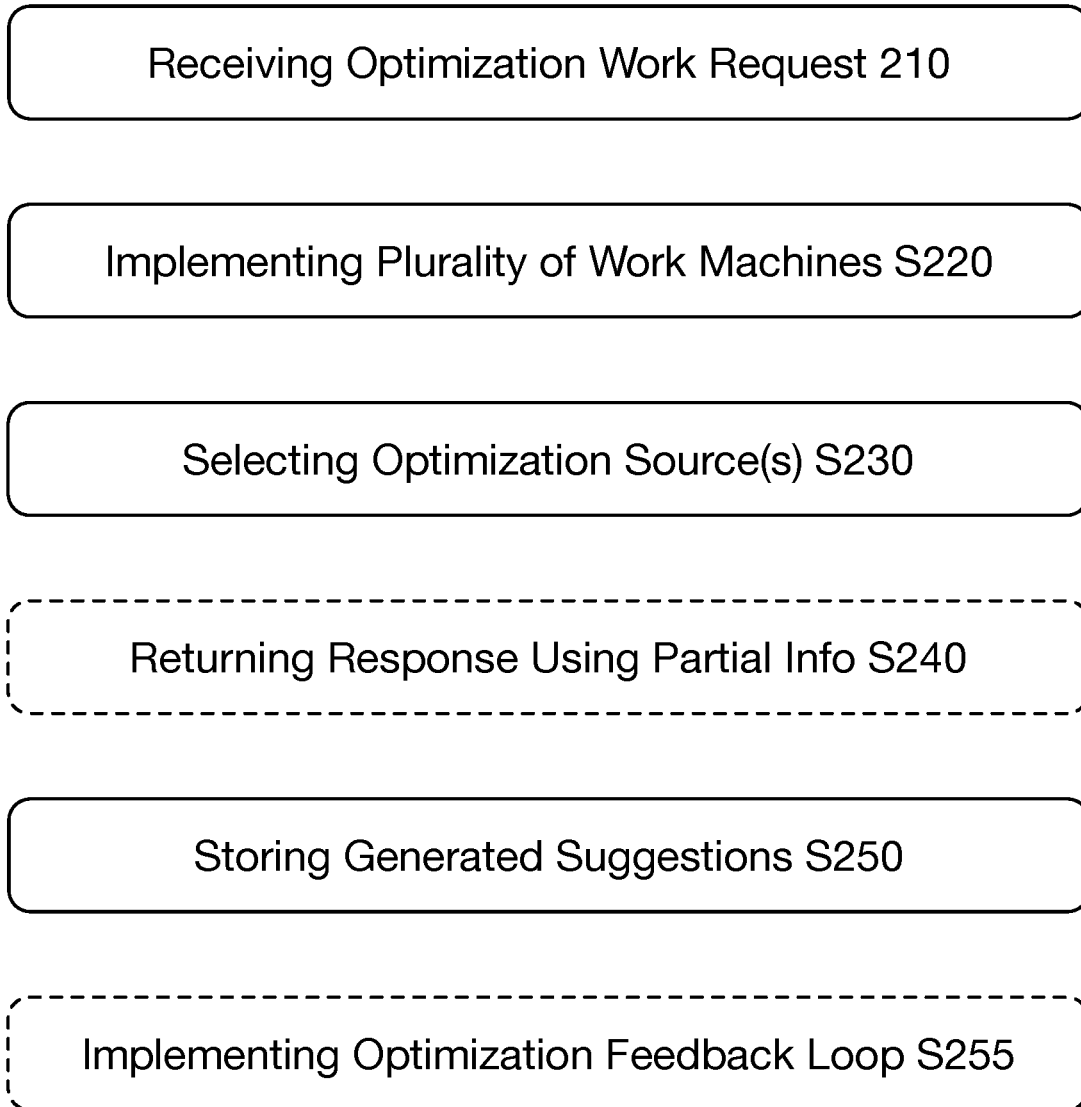 Receiving Optimization Work Request 210
Implementing Plurality of Work Machines S220
Selecting Optimization Source(s) S230
Returning Response Using Partial Info S240
Storing Generated Suggestions S250
Implementing Optimization Feedback Loop S255